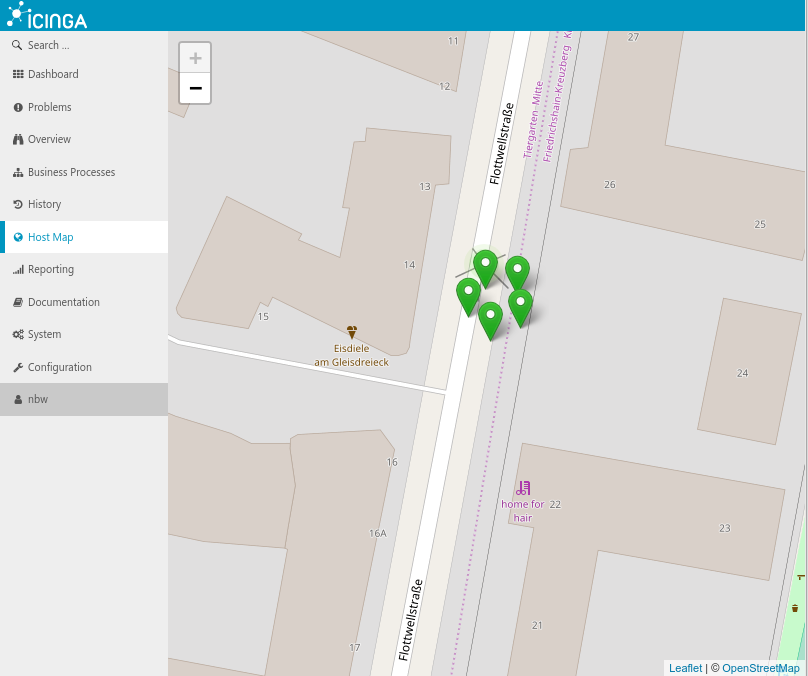 ICINGA
Search ...
Dashboard
Problems
Overview
Business Processes
History
Host Map
Reporting
Documentation
System
Configuration
nbw
+
−
11
12
27
Flottwellstraße
Tiergarten-Mitte
Friedrichshain-Kreuzberg
13
26
25
14
15
Eisdiele
am Gleisdreieck
24
16
home for
hair
22
16A
23
Flottwellstraße
21
17
Leaflet | © OpenStreetMap